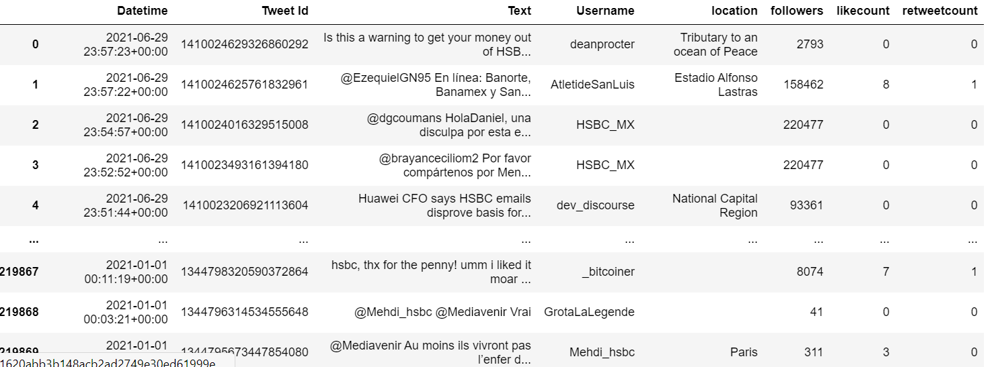 Datetime Tweet Id Text Username location followers likecount retweetcount
0 2021-06-29 23:57:23+00:00 1410024629326860292 Is this a warning to get your money out of HSB... deanprocter Tributary to an ocean of Peace 2793 0 0
1 2021-06-29 23:57:22+00:00 1410024625761832961 @EzequielGN95 En línea: Banorte, Banamex y San... AtletideSanLuis Estadio Alfonso Lastras 158462 8 1
2 2021-06-29 23:54:57+00:00 1410024016329515008 @dgcoumans HolaDaniel, una disculpa por esta e... HSBC_MX 220477 0 0
3 2021-06-29 23:52:52+00:00 1410023493161394180 @brayanceciliom2 Por favor compártenos por Men... HSBC_MX 220477 0 0
4 2021-06-29 23:51:44+00:00 1410023206921113604 Huawei CFO says HSBC emails disprove basis for... dev_discourse National Capital Region 93361 0 0
... ... ... ... ... ... ... ... ...
219867 2021-01-01 00:11:19+00:00 1344798320590372864 hsbc, thx for the penny! umm i liked it moar ... _bitcoiner 8074 7 1
219868 2021-01-01 00:03:21+00:00 1344796314534555648 @Mehdi_hsbc @Mediavenir Vrai GrotaLaLegende 41 0 0
219869 2021-01-01 1344795673447854080 @Mediavenir Au moins ils vivront pas l'enfer d... Mehdi_hsbc Paris 311 3 0
1620abb3b148acb2ad2749e30ed61999e